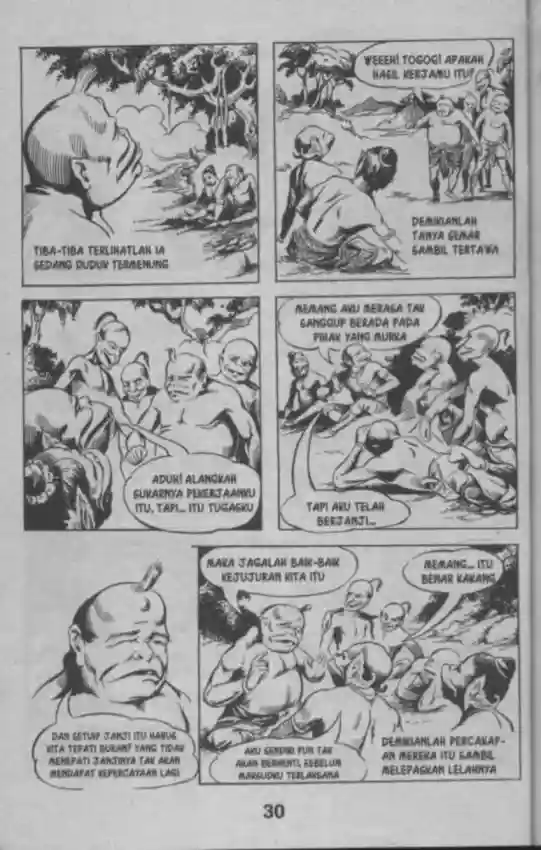 TIBA-TIBA TERLIHATLAH IA
SEDANG DUDUK TERMENUNG
WEEEH! TOGOG! APAKAH
HASIL KERJAMU ITU?
DEMIKIANLAH
TANYA SEMAR
SAMBIL TERTAWA
ADUH! ALANGKAH
SUKARNYA PEKERJAANKU
ITU, TAPI... ITU TUGASKU
MEMANG AKU MERASA TAK
SANGGUP BERADA PADA
PIHAK YANG MURKA
TAPI AKU TELAH
BERJANJI...
DAN SETIAP JANJI ITU HARUS
KITA TEPATI BUKAN? YANG TIDAK
MENEPATI JANJINYA TAK AKAN
MENDAPAT KEPERCAYAAN LAGI
MAKA JAGALAH BAIK-BAIK
KEJUJURAN KITA ITU
MEMANG... ITU
BENAR KAKANG
AKU SENDIRI PUN TAK
AKAN BERHENTI, SEBELUM
MAKSUDKU TERLAKSANA
DEMIKIANLAH PERCAKAP-
AN MEREKA ITU SAMBIL
MELEPASKAN LELAHNYA
30